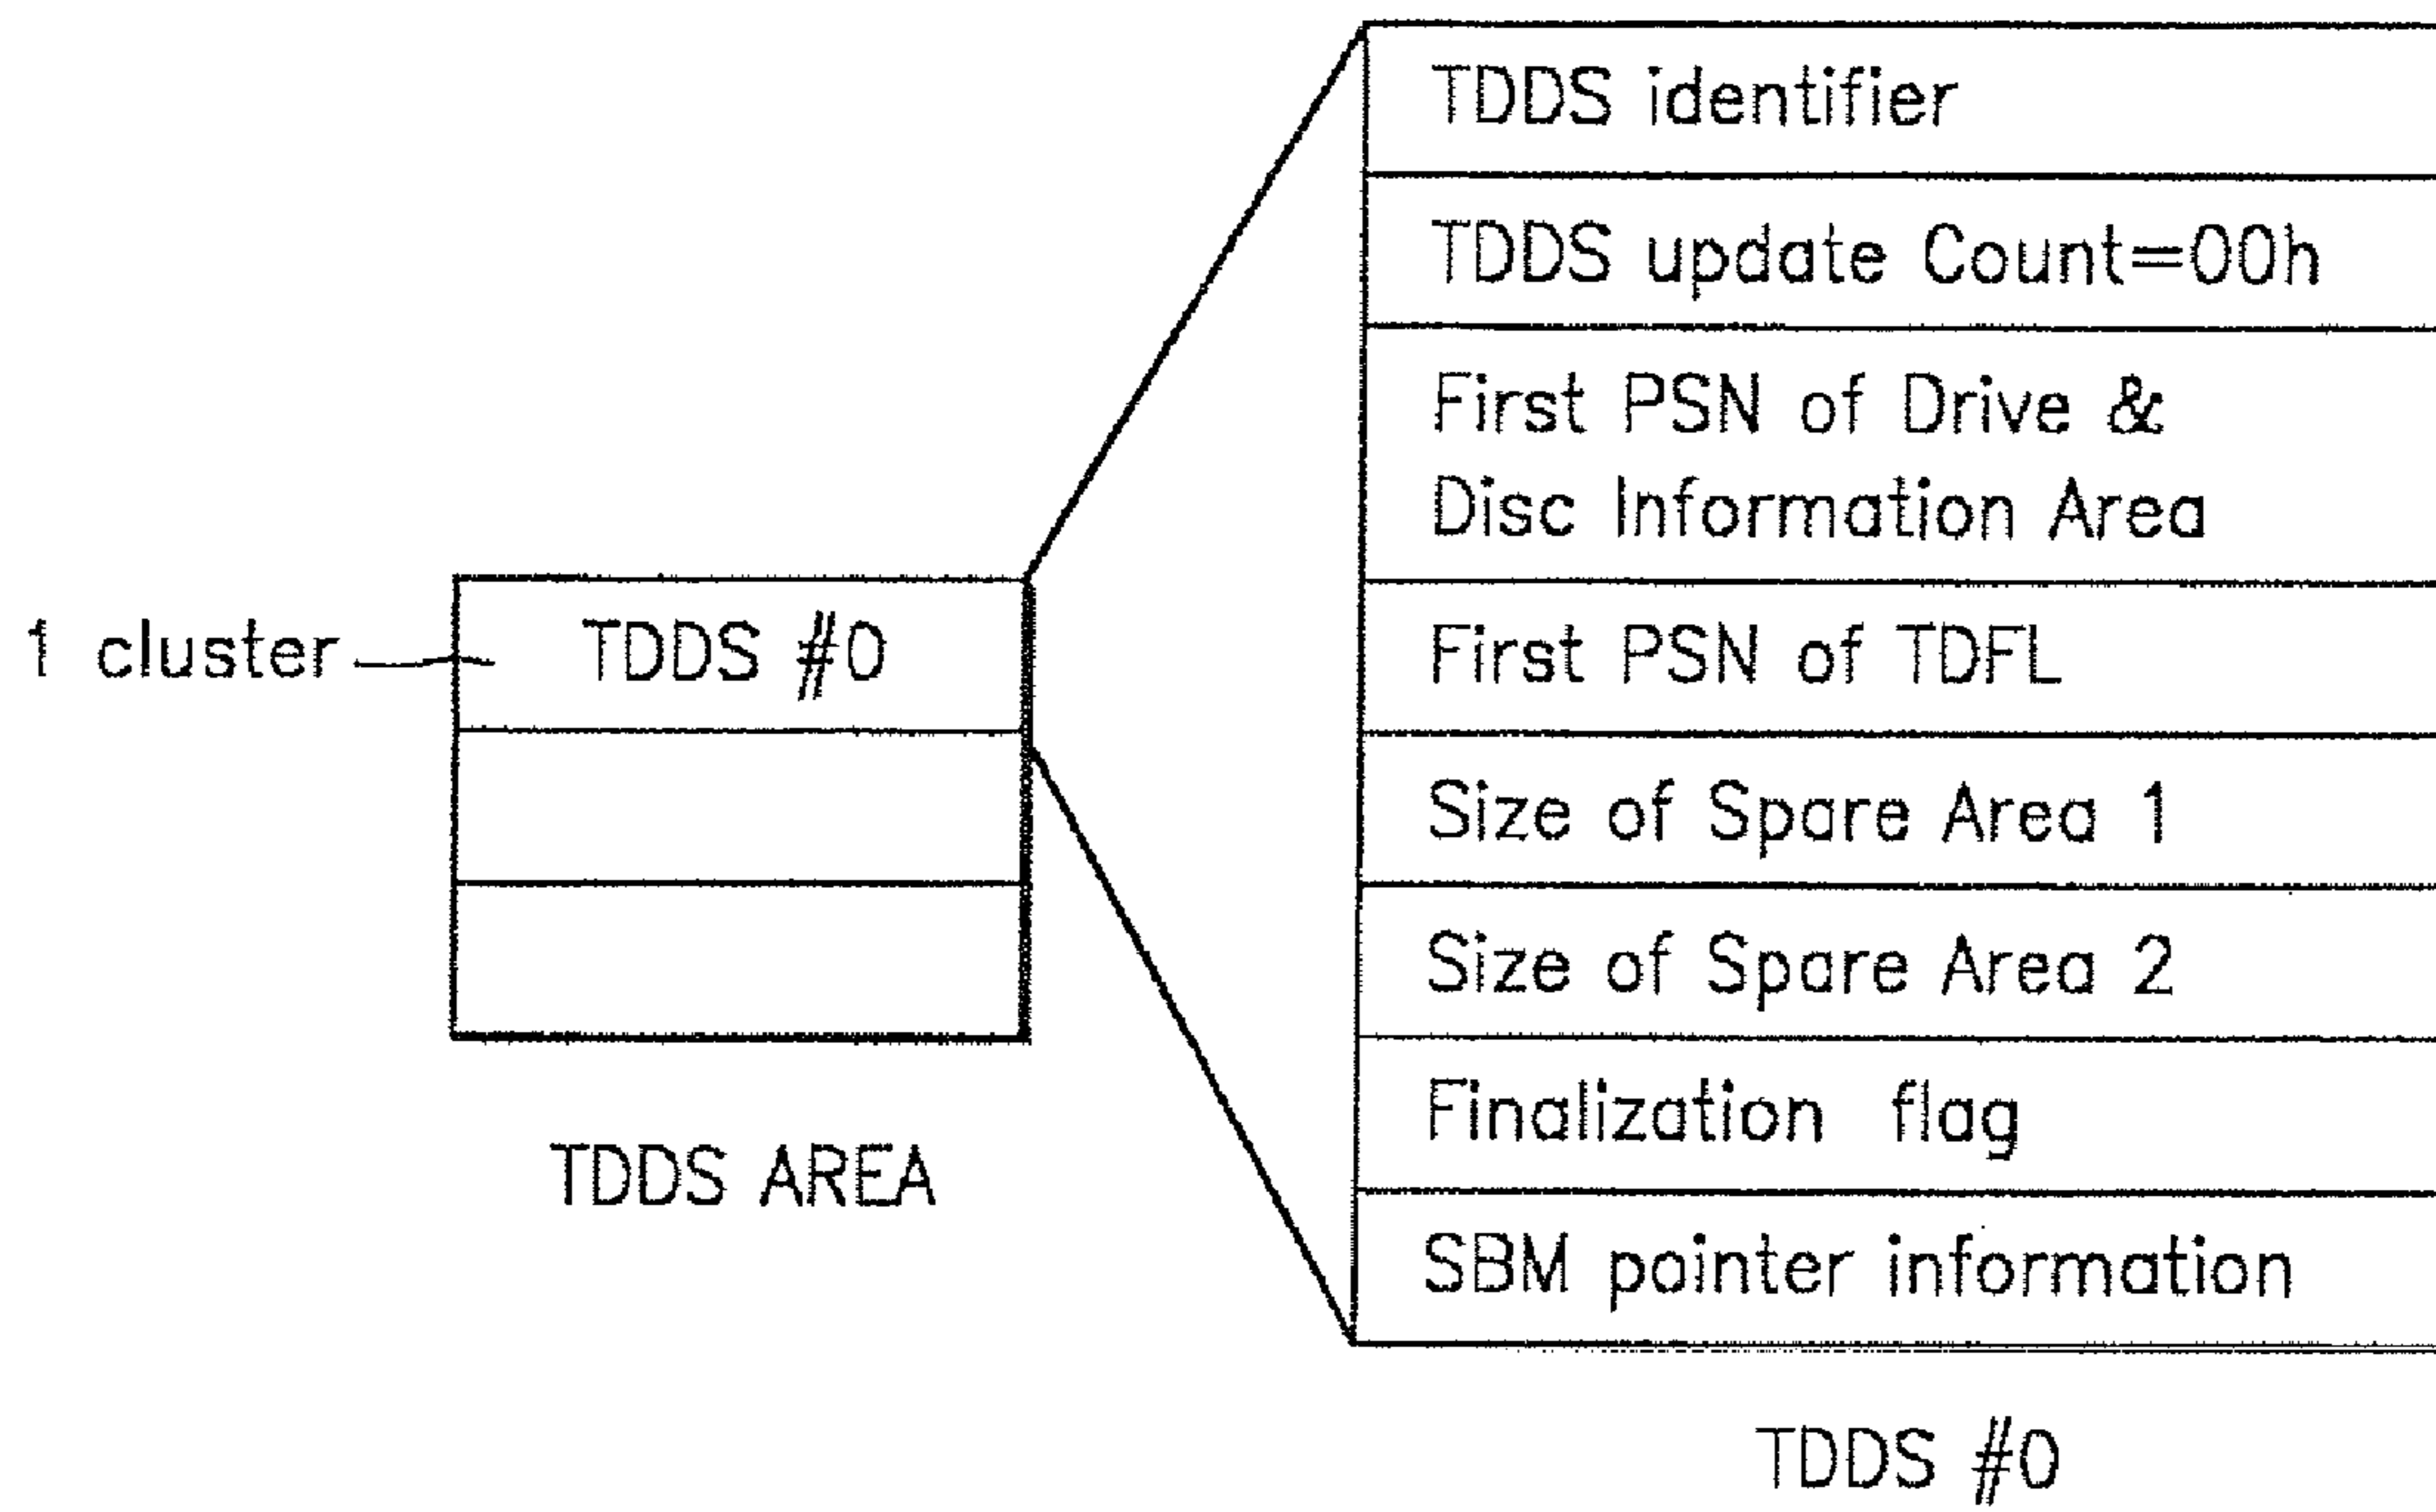 1 cluster
TDDS #0
TDDS AREA
TDDS identifier
TDDS update Count=00h
First PSN of Drive &
Disc Information Area
First PSN of TDFL
Size of Spare Area 1
Size of Spare Area 2
Finalization flag
SBM pointer information
TDDS #0